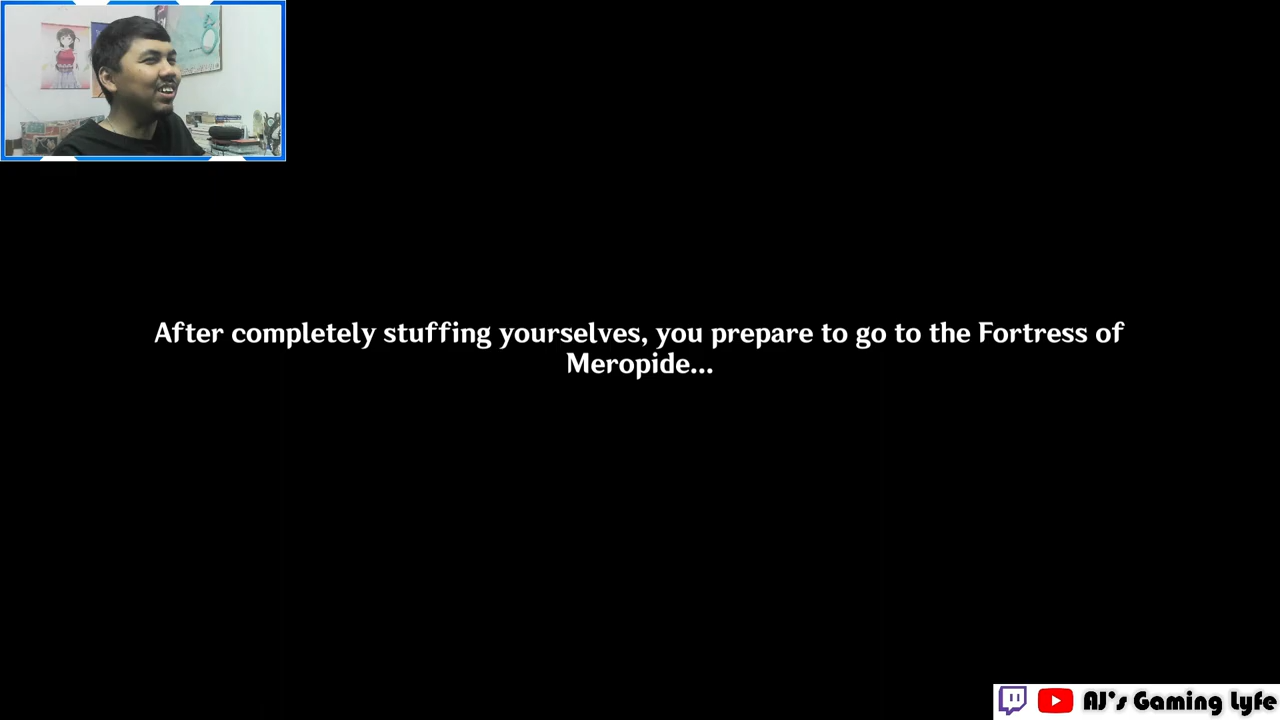 After completely stuffing yourselves, you prepare to go to the Fortress of
Meropide...
AJ's Gaming Lyfe